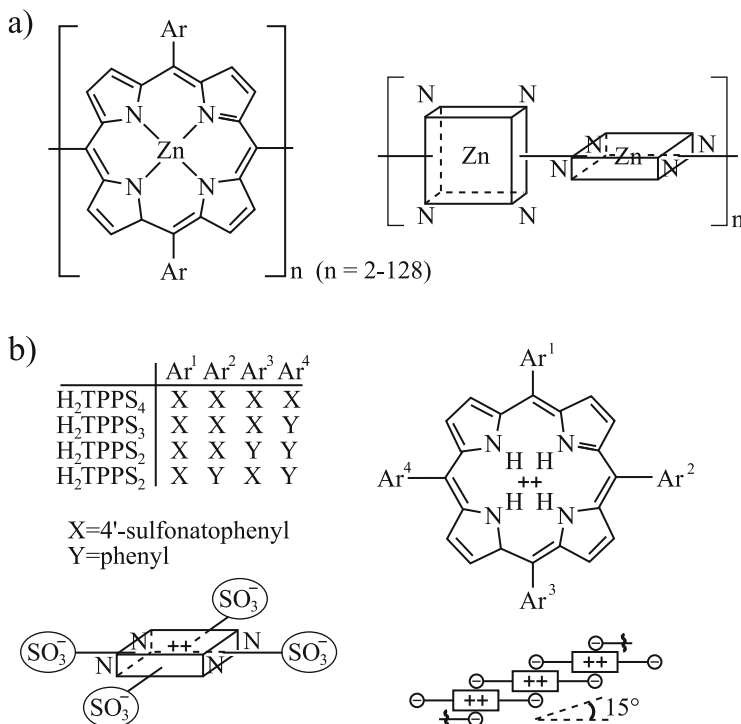 a)
Ar
N N
Zn
N N
Ar
n (n = 2-128)
N N
Zn
N N
N N
Zn
N N
n
b)
Ar1 Ar2 Ar3 Ar4
H2TPPS4 X X X X
H2TPPS3 X X X Y
H2TPPS2 X X Y Y
H2TPPS2 X Y X Y
X=4'-sulfonatophenyl
Y=phenyl
Ar1
N H H N
Ar4 ++ Ar2
N H H N
Ar3
SO3−
SO3− N ++ N SO3−
N N
SO3−
++
++
++
15°